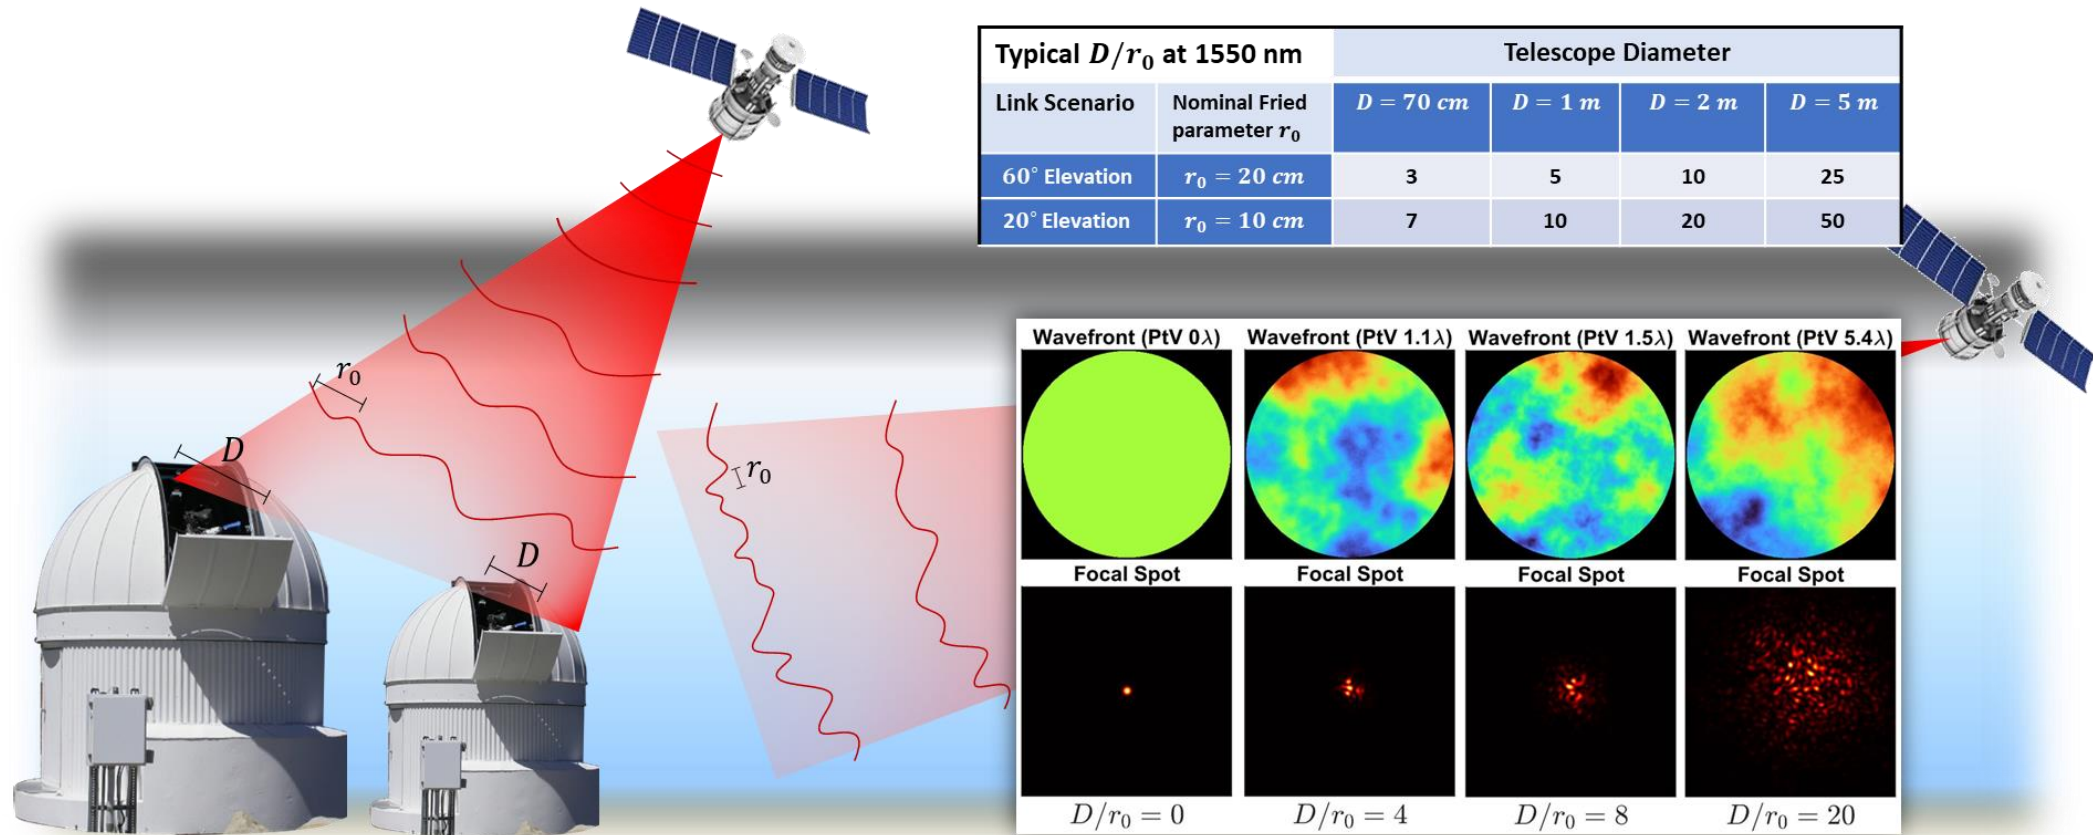 Typical D/r₀ at 1550 nm
Telescope Diameter
Link Scenario
Nominal Fried
parameter r₀
D = 70 cm
D = 1 m
D = 2 m
D = 5 m
60° Elevation
r₀ = 20 cm
3
5
10
25
20° Elevation
r₀ = 10 cm
7
10
20
50
r₀
D
D
r₀
Wavefront (PtV 0λ)
Wavefront (PtV 1.1λ)
Wavefront (PtV 1.5λ)
Wavefront (PtV 5.4λ)
Focal Spot
Focal Spot
Focal Spot
Focal Spot
D/r₀ = 0
D/r₀ = 4
D/r₀ = 8
D/r₀ = 20